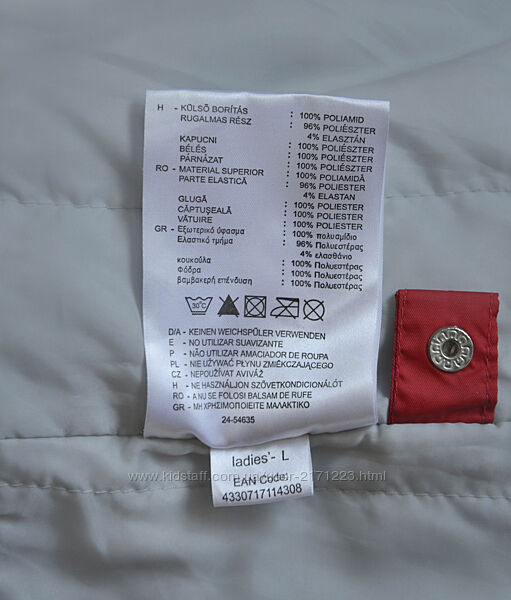 H - KÜLSŐ BORÍTÁS : 100% POLIAMID
RUGALMAS RÉSZ : 96% POLIÉSZTER
4% ELASZTÁN
KAPUCNI : 100% POLIÉSZTER
BÉLÉS : 100% POLIÉSZTER
PÁRNÁZAT : 100% POLIÉSZTER
RO - MATERIAL SUPERIOR : 100% POLIAMIDĂ
PARTE ELASTICĂ : 96% POLIESTER
4% ELASTAN
GLUGĂ : 100% POLIESTER
CĂPTUŞEALĂ : 100% POLIESTER
VĂTUIRE : 100% POLIESTER
GR - Εξωτερικό ύφασμα : 100% πολυαμίδιο
Ελαστικό τμήμα : 96% Πολυεστέρας
4% ελασθάνιο
κουκούλα : 100% Πολυεστέρας
Φόδρα : 100% Πολυεστέρας
βαμβακερή επένδυση : 100% Πολυεστέρας
30°C
D/A - KEINEN WEICHSPÜLER VERWENDEN
E - NO UTILIZAR SUAVIZANTE
P - NÃO UTILIZAR AMACIADOR DE ROUPA
PL - NIE UŻYWAĆ PŁYNU ZMIĘKCZAJĄCEGO
CZ - NEPOUŽÍVAT AVIVÁŽ
H - NE HASZNÁLJON SZÖVETKONDICIONÁLÓT
RO - A NU SE FOLOSI BALSAM DE RUFE
GR - ΜΗ ΧΡΗΣΙΜΟΠΟΙΕΙΤΕ ΜΑΛΑΚΤΙΚΟ
24-54635
ladies'- L
EAN Code:
4330717114308